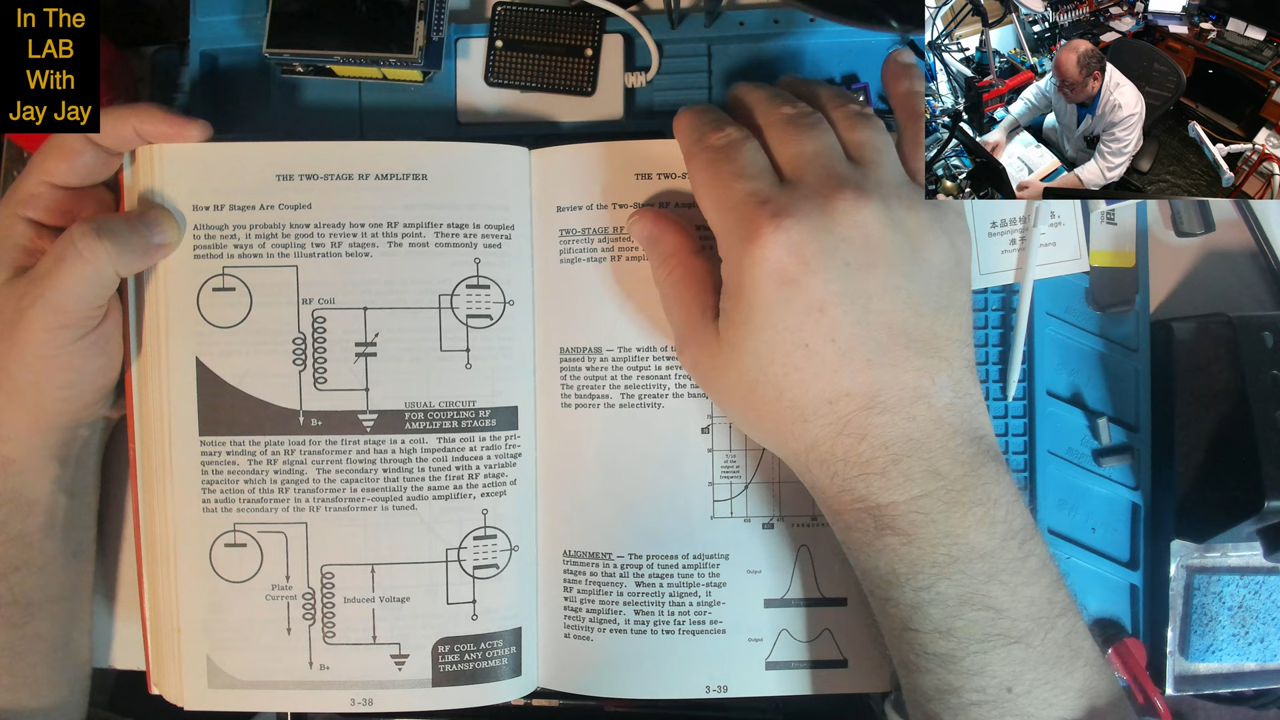 In The
LAB
With
Jay Jay
THE TWO-STAGE RF AMPLIFIER
How RF Stages Are Coupled
Although you probably know already how one RF amplifier stage is coupled
to the next, it might be good to review it at this point. There are several
possible ways of coupling two RF stages. The most commonly used
method is shown in the illustration below.
RF Coil
B+
USUAL CIRCUIT
FOR COUPLING RF
AMPLIFIER STAGES
Notice that the plate load for the first stage is a coil. This coil is the pri-
mary winding of an RF transformer and has a high impedance at radio fre-
quencies. The RF signal current flowing through the coil induces a voltage
in the secondary winding. The secondary winding is tuned with a variable
capacitor which is ganged to the capacitor that tunes the first RF stage.
The action of this RF transformer is essentially the same as the action of
an audio transformer in a transformer-coupled audio amplifier, except
that the secondary of the RF transformer is tuned.
Plate
Current
Induced Voltage
B+
RF COIL ACTS
LIKE ANY OTHER
TRANSFORMER
3-38
THE TWO-S
Review of the Two-Stage RF Ampl
TWO-STAGE RF
correctly adjusted,
plification and more
single-stage RF ampli
BANDPASS — The width of t
passed by an amplifier betwe
points where the output is seve
of the output at the resonant freq
The greater the selectivity, the na
the bandpass. The greater the band,
the poorer the selectivity.
7/10
of the
output at
resonant
frequency
ALIGNMENT — The process of adjusting
trimmers in a group of tuned amplifier
stages so that all the stages tune to the
same frequency. When a multiple-stage
RF amplifier is correctly aligned, it
will give more selectivity than a single-
stage amplifier. When it is not cor-
rectly aligned, it may give far less se-
lectivity or even tune to two frequencies
at once.
Output
Output
3-39